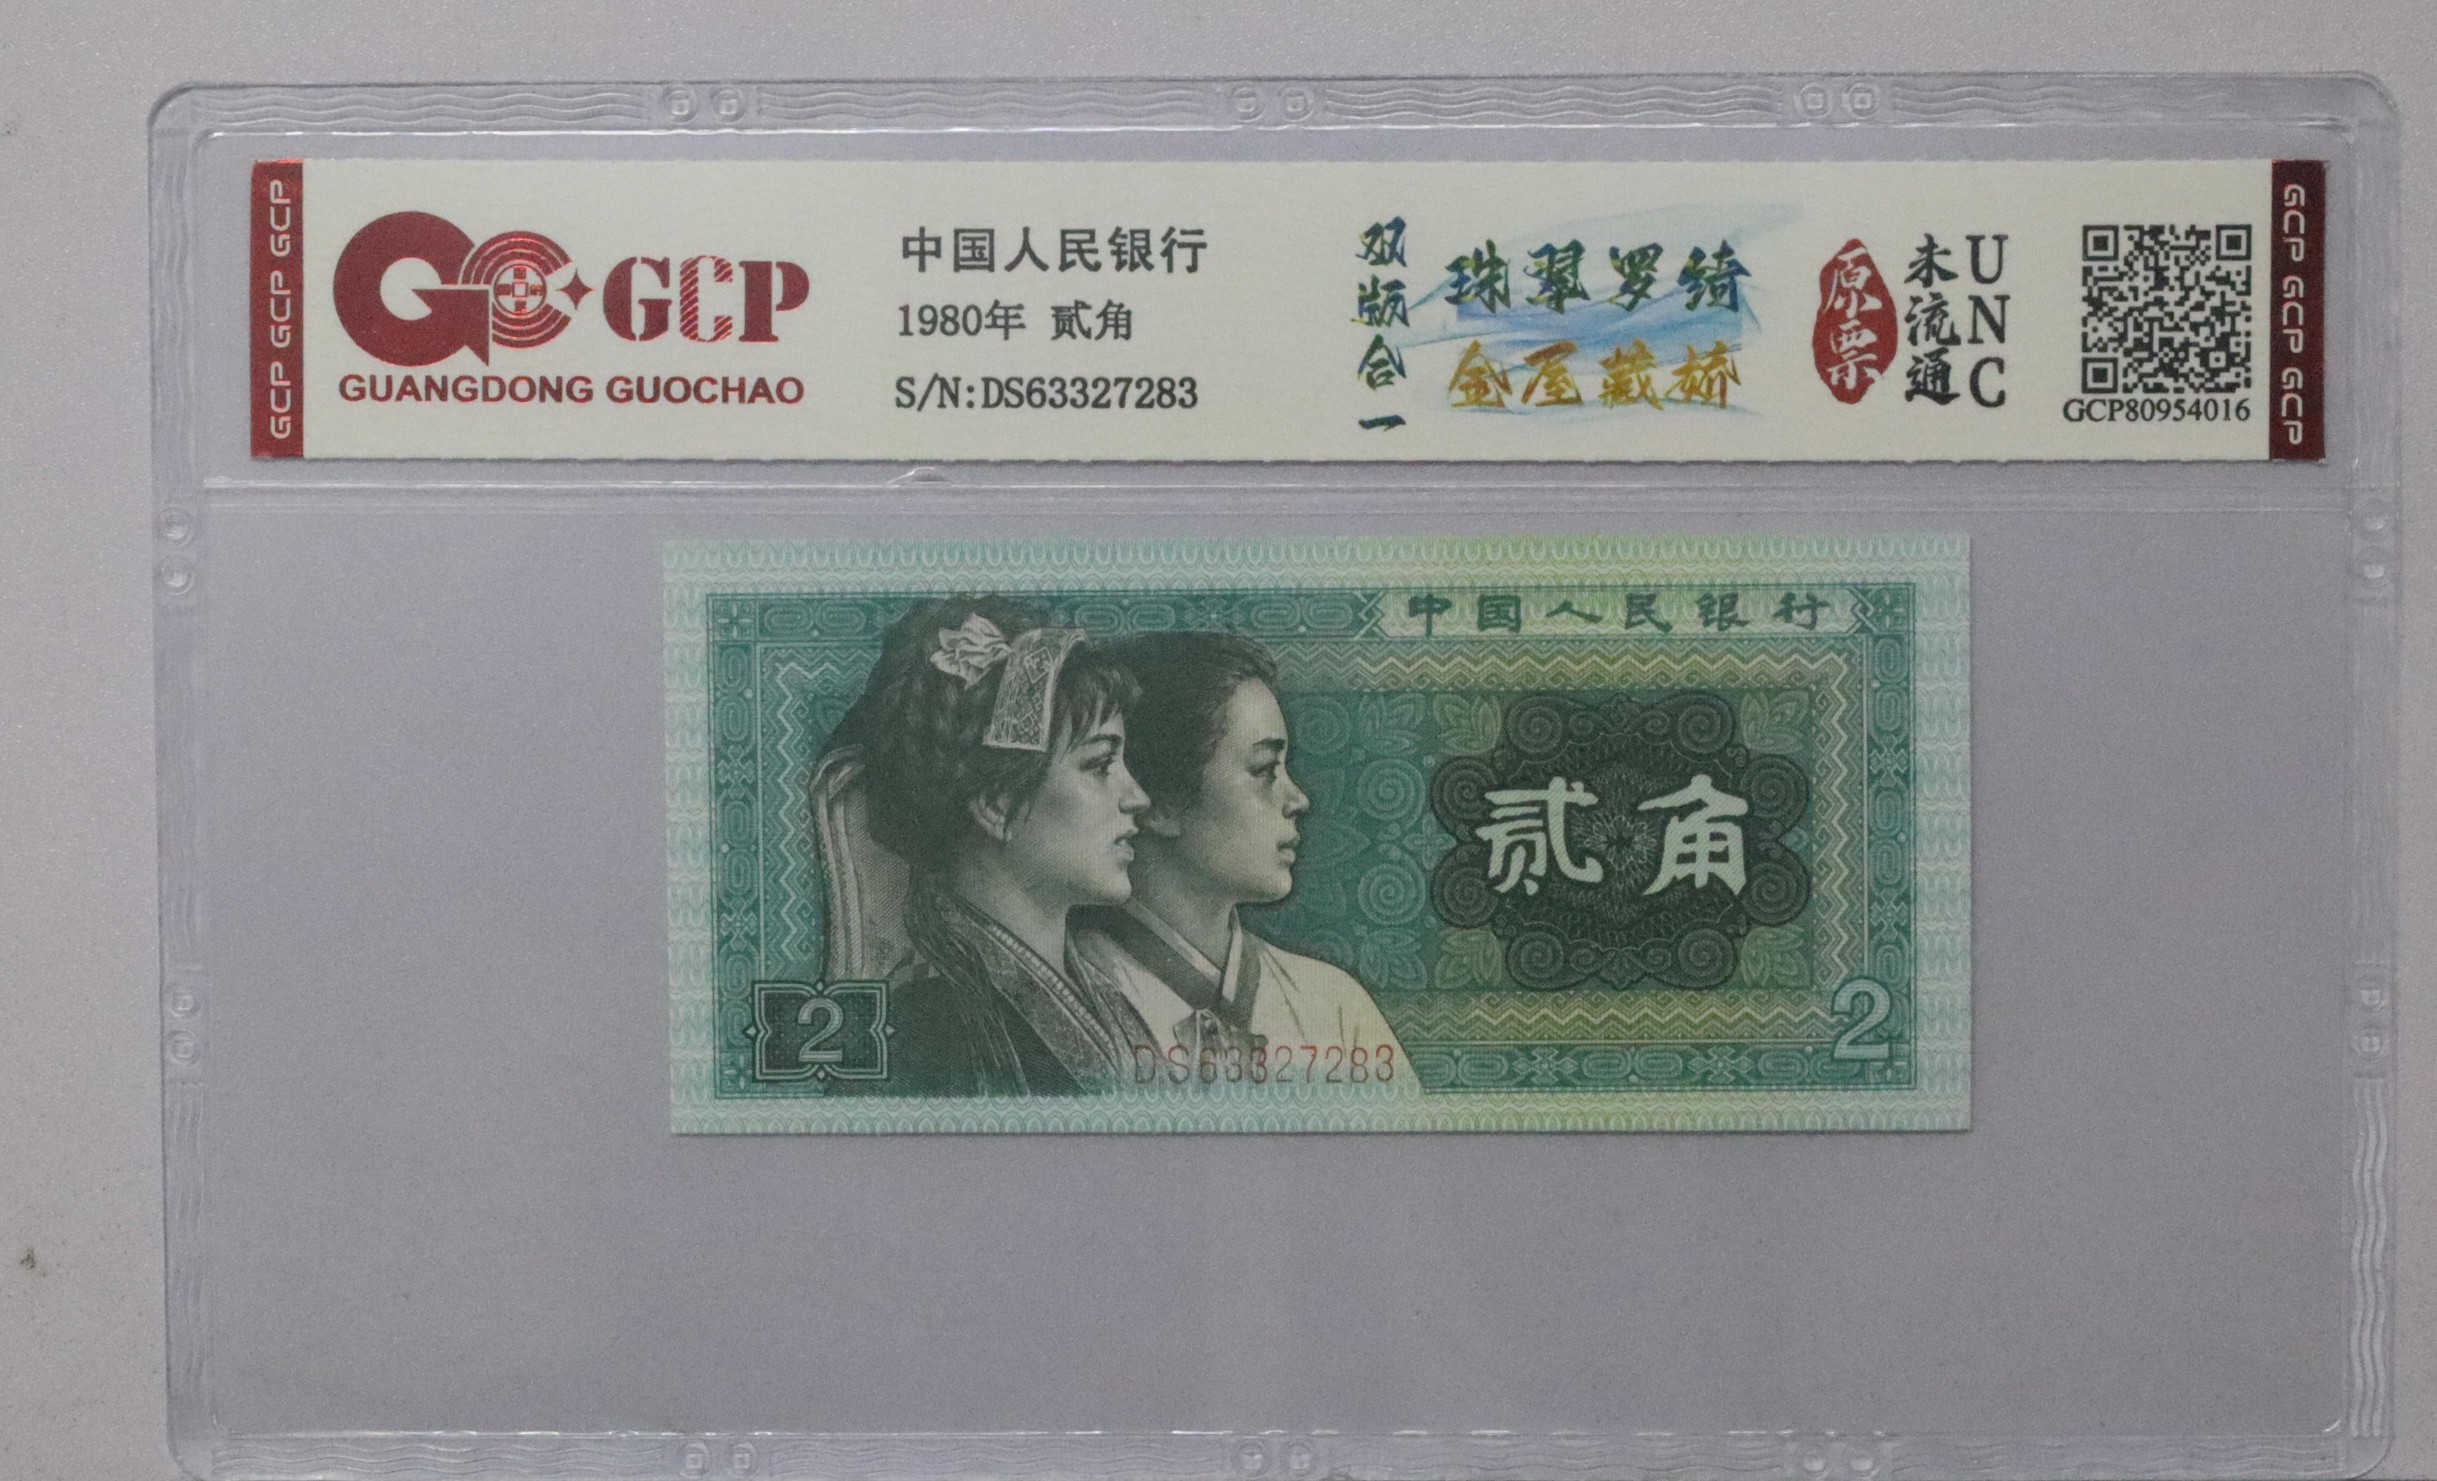 GCP GCP GCP
GCP
GUANGDONG GUOCHAO
中国人民银行
1980年 贰角
S/N:DS63327283
双版合一
珠翠罗绮
金屋藏娇
原票
未流通
UNC
GCP80954016
GCP GCP GCP
中国人民银行
贰角
2
2
DS63327283